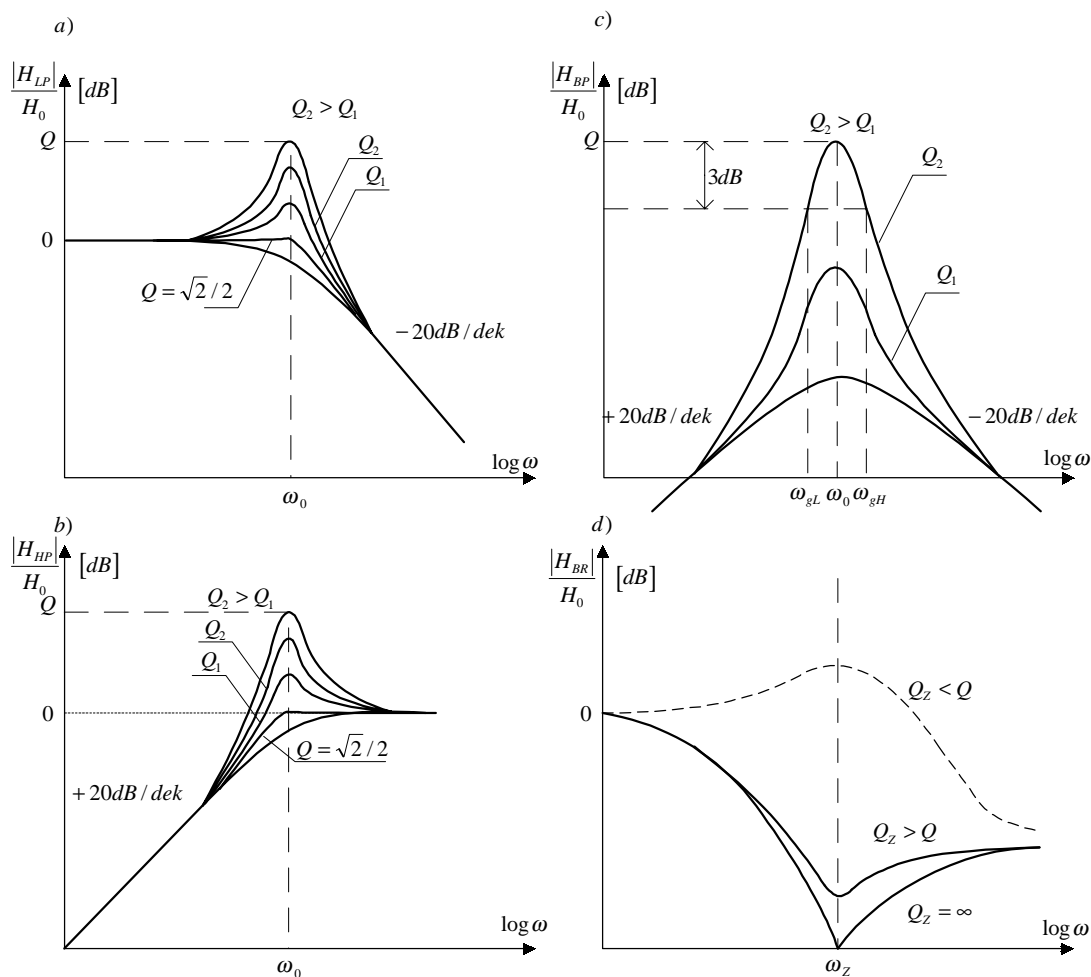 a)
|H_LP|/H_0 [dB]
Q_2 > Q_1
Q
Q_2
Q_1
0
Q = √2 / 2
−20dB / dek
log ω
ω_0
c)
|H_BP|/H_0 [dB]
Q_2 > Q_1
Q
3dB
Q_2
Q_1
+20dB / dek
−20dB / dek
log ω
ω_gL ω_0 ω_gH
b)
|H_HP|/H_0 [dB]
Q
Q_2 > Q_1
Q_2
Q_1
0
Q = √2 / 2
+20dB / dek
log ω
ω_0
d)
|H_BR|/H_0 [dB]
Q_Z < Q
0
Q_Z > Q
Q_Z = ∞
log ω
ω_Z